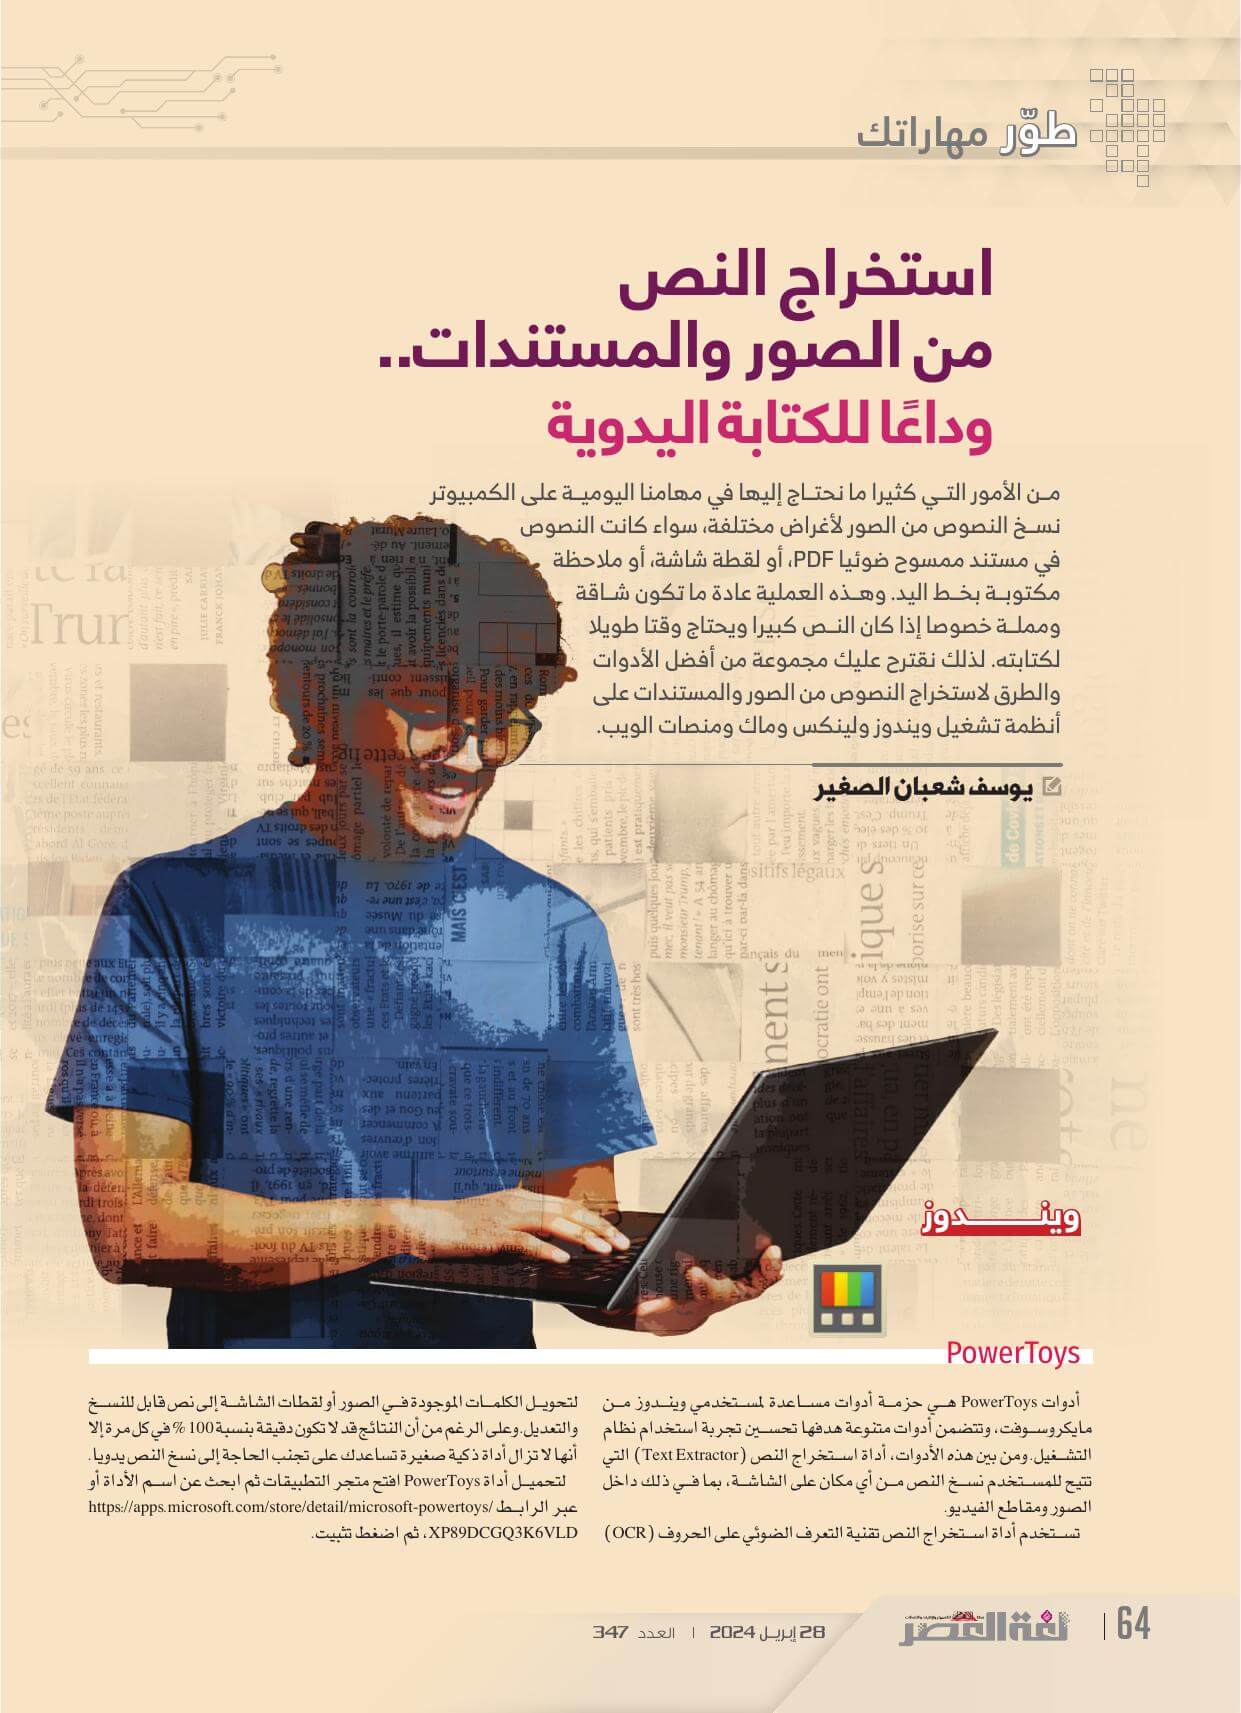 طوّر مهاراتك
استخراج النص
من الصور والمستندات..
وداعًا للكتابة اليدوية
من الأمور التي كثيرا ما نحتاج إليها في مهامنا اليومية على الكمبيوتر
نسخ النصوص من الصور لأغراض مختلفة، سواء كانت النصوص
في مستند ممسوح ضوئيا PDF، أو لقطة شاشة، أو ملاحظة
مكتوبة بخط اليد. وهذه العملية عادة ما تكون شاقة
ومملة خصوصا إذا كان النص كبيرا ويحتاج وقتا طويلا
لكتابته. لذلك نقترح عليك مجموعة من أفضل الأدوات
والطرق لاستخراج النصوص من الصور والمستندات على
أنظمة تشغيل ويندوز ولينكس وماك ومنصات الويب.
يوسف شعبان الصغير
ويندوز
PowerToys
أدوات PowerToys هي حزمة أدوات مساعدة لمستخدمي ويندوز من
مايكروسوفت، وتتضمن أدوات متنوعة هدفها تحسين تجربة استخدام نظام
التشغيل. ومن بين هذه الأدوات، أداة استخراج النص (Text Extractor) التي
تتيح للمستخدم نسخ النص من أي مكان على الشاشة، بما في ذلك داخل
الصور ومقاطع الفيديو.
تستخدم أداة استخراج النص تقنية التعرف الضوئي على الحروف (OCR)
لتحويل الكلمات الموجودة في الصور أو لقطات الشاشة إلى نص قابل للنسخ
والتعديل. وعلى الرغم من أن النتائج قد لا تكون دقيقة بنسبة 100 % في كل مرة إلا
أنها لا تزال أداة ذكية صغيرة تساعدك على تجنب الحاجة إلى نسخ النص يدويا.
لتحميل أداة PowerToys افتح متجر التطبيقات ثم ابحث عن اسم الأداة أو
عبر الرابط https://apps.microsoft.com/store/detail/microsoft-powertoys/
XP89DCGQ3K6VLD، ثم اضغط تثبيت.
64
لغة العصر
28 إبريل 2024 | العدد 347